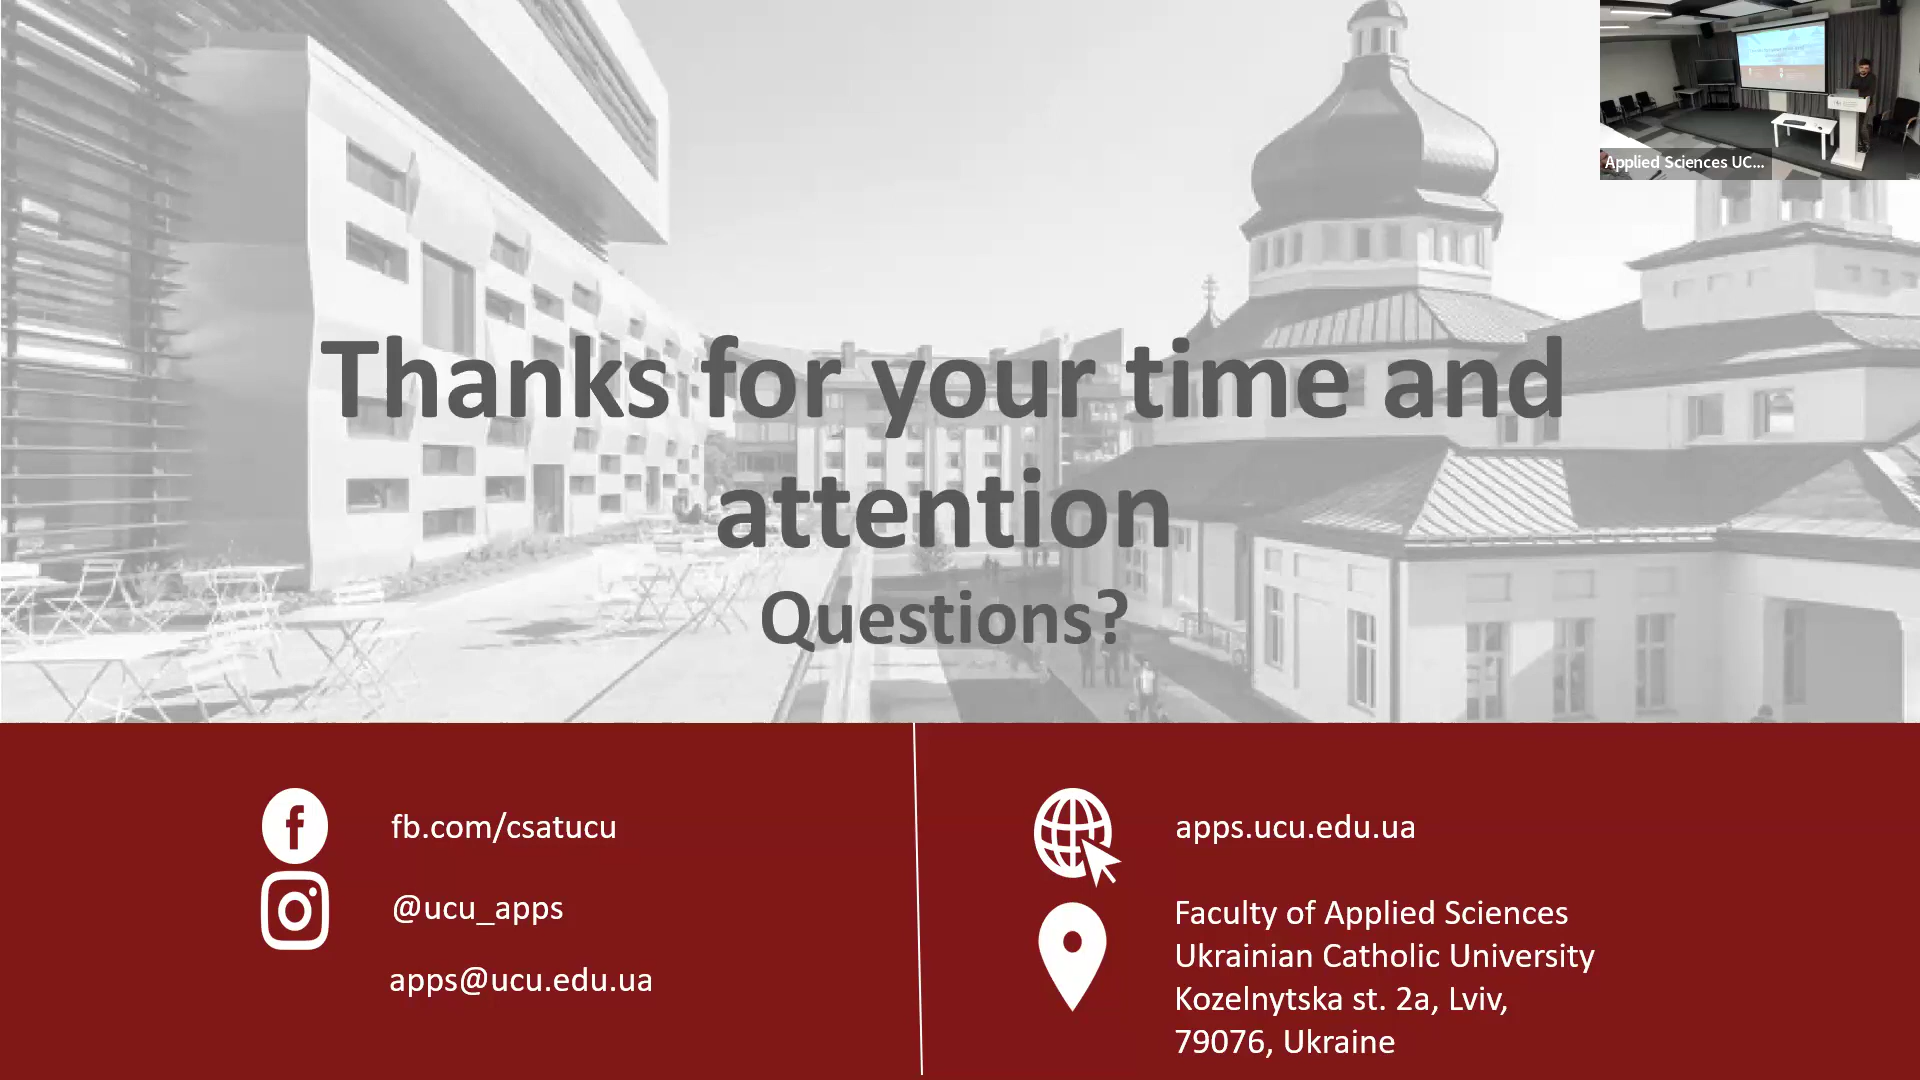 Applied Sciences UC...
Thanks for your time and
attention
Questions?
fb.com/csatucu
@ucu_apps
apps@ucu.edu.ua
apps.ucu.edu.ua
Faculty of Applied Sciences
Ukrainian Catholic University
Kozelnytska st. 2a, Lviv,
79076, Ukraine